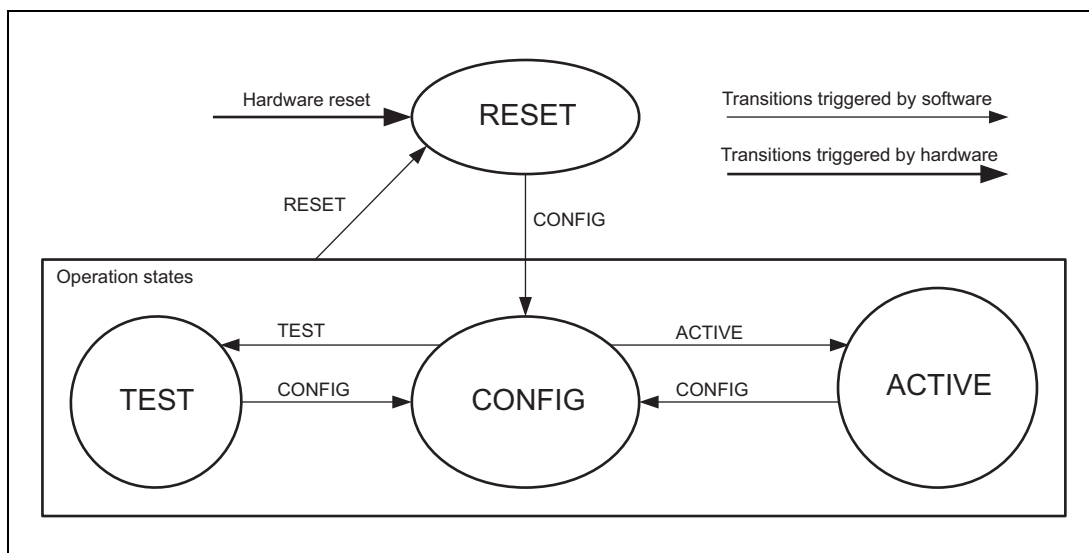 Hardware reset
RESET
Transitions triggered by software
Transitions triggered by hardware
RESET
CONFIG
Operation states
TEST
ACTIVE
TEST
CONFIG
CONFIG
CONFIG
ACTIVE